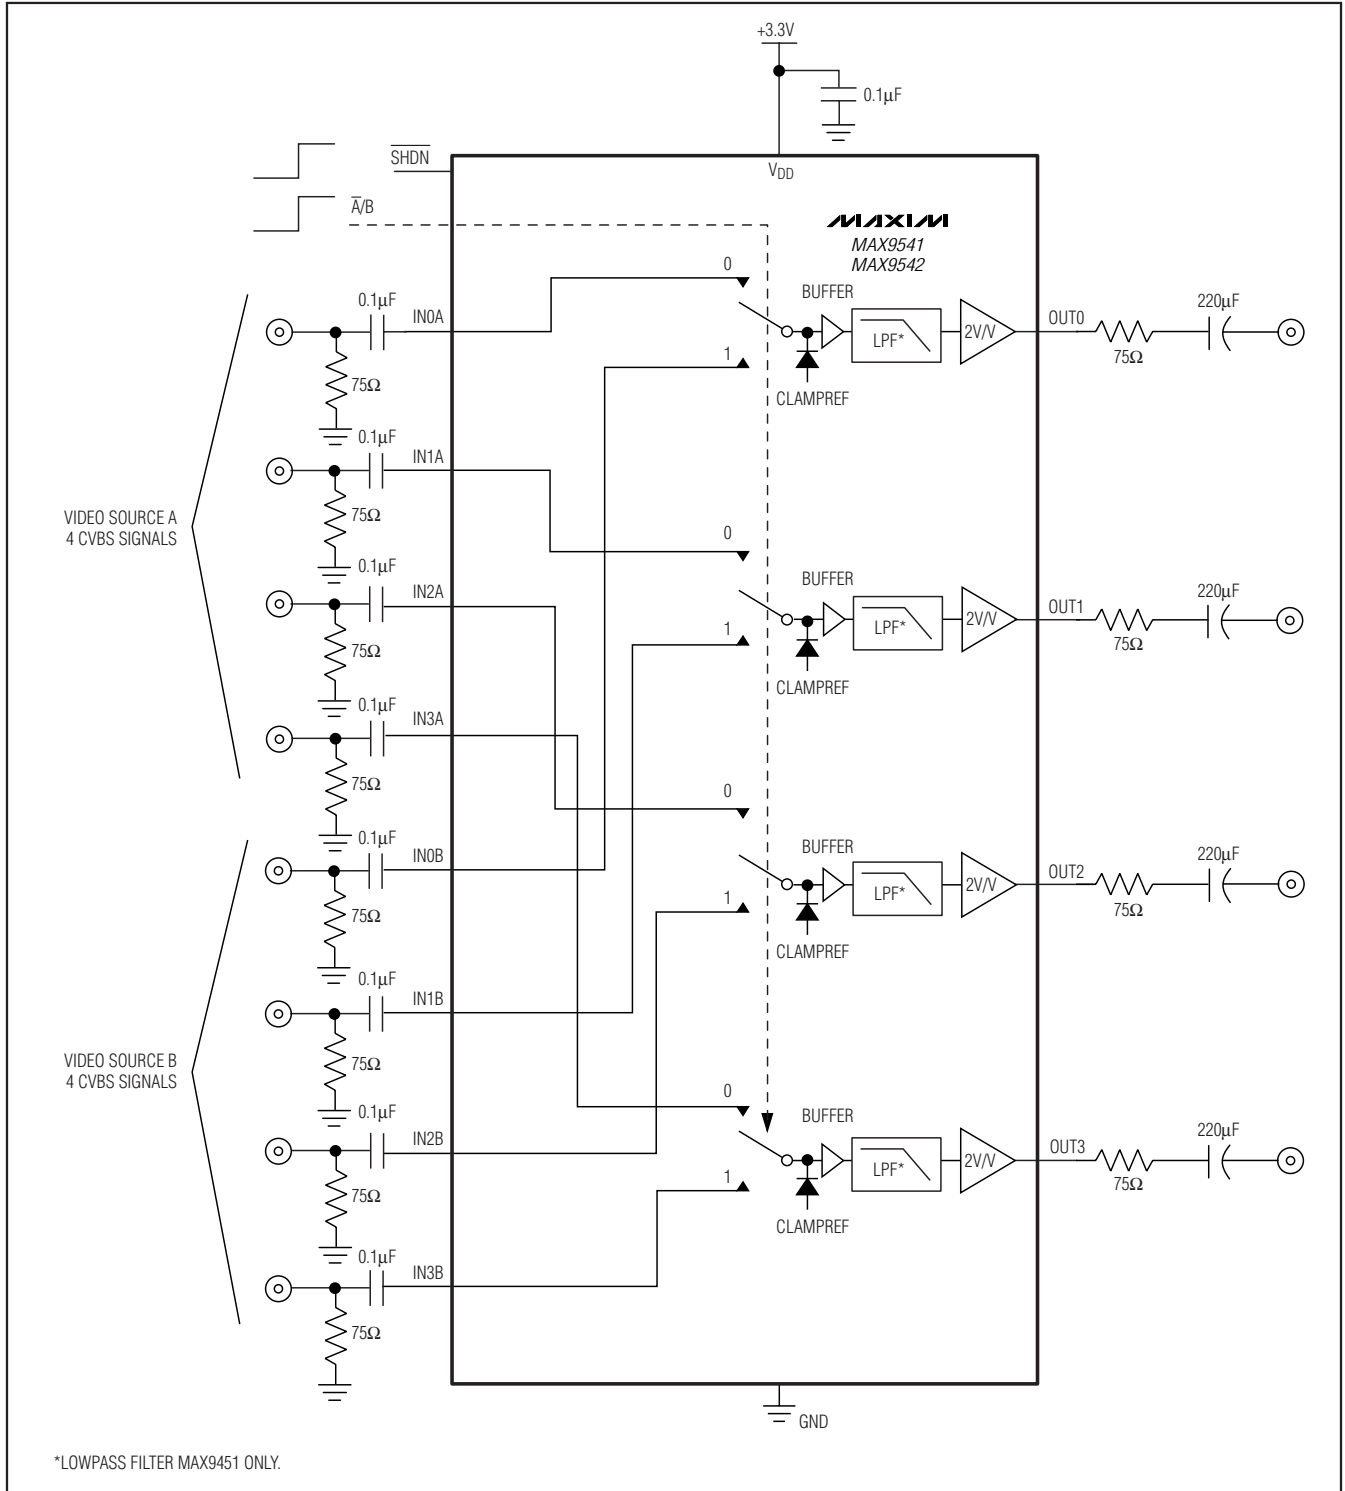 +3.3V
0.1µF
SHDN
VDD
A/B
MAXIM
MAX9541
MAX9542
0
BUFFER
0.1µF
IN0A
LPF*
2V/V
OUT0
220µF
75Ω
1
75Ω
CLAMPREF
0.1µF
IN1A
VIDEO SOURCE A
4 CVBS SIGNALS
75Ω
0
0.1µF
BUFFER
IN2A
LPF*
2V/V
OUT1
220µF
75Ω
1
75Ω
CLAMPREF
0.1µF
IN3A
75Ω
0
0.1µF
BUFFER
IN0B
LPF*
2V/V
OUT2
220µF
75Ω
1
75Ω
CLAMPREF
0.1µF
IN1B
VIDEO SOURCE B
4 CVBS SIGNALS
75Ω
0
0.1µF
BUFFER
IN2B
LPF*
2V/V
OUT3
220µF
75Ω
1
75Ω
CLAMPREF
0.1µF
IN3B
75Ω
GND
*LOWPASS FILTER MAX9451 ONLY.